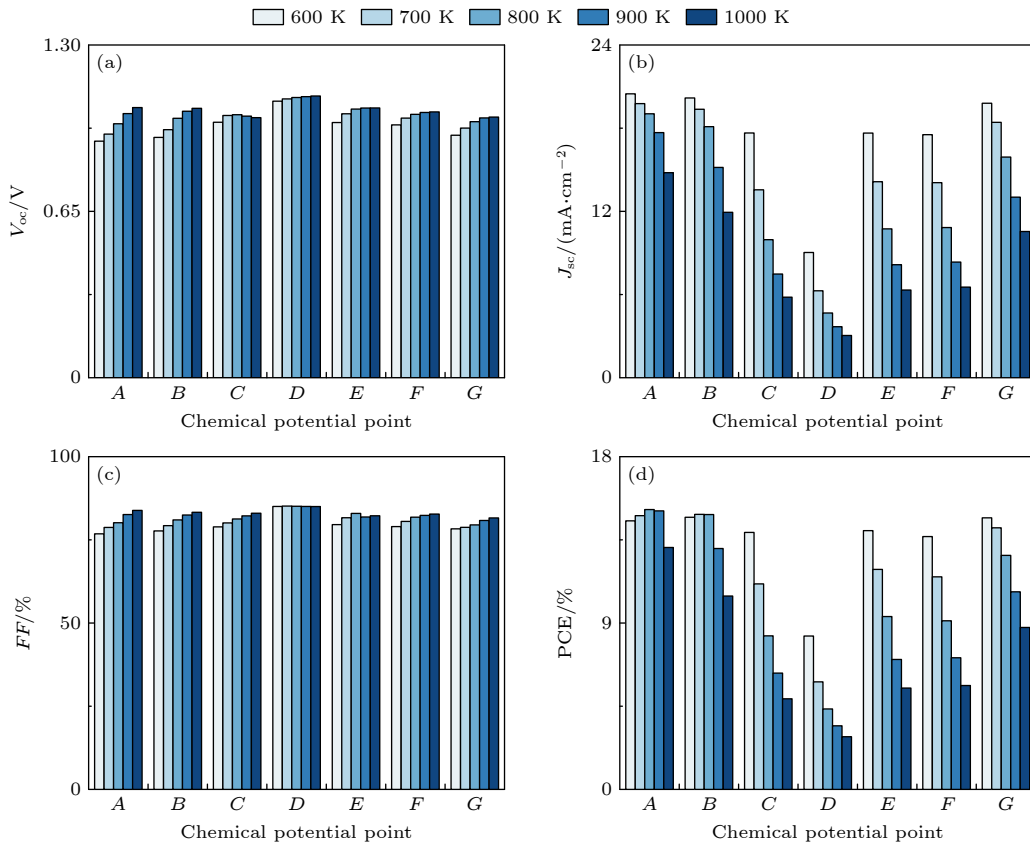 600 K 700 K 800 K 900 K 1000 K
(a)
1.30
0.65
0
V_oc/V
A B C D E F G
Chemical potential point
(b)
24
12
0
J_sc/(mA·cm⁻²)
A B C D E F G
Chemical potential point
(c)
100
50
0
FF/%
A B C D E F G
Chemical potential point
(d)
18
9
0
PCE/%
A B C D E F G
Chemical potential point